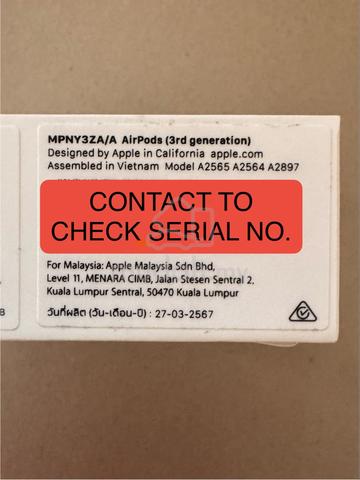 MPNY3ZA/A AirPods (3rd generation)
Designed by Apple in California apple.com
Assembled in Vietnam Model A2565 A2564 A2897
CONTACT TO
CHECK SERIAL NO.
For Malaysia: Apple Malaysia Sdn Bhd,
Level 11, MENARA CIMB, Jalan Stesen Sentral 2,
Kuala Lumpur Sentral, 50470 Kuala Lumpur
วันที่ผลิต (วัน-เดือน-ปี) : 27-03-2567
B